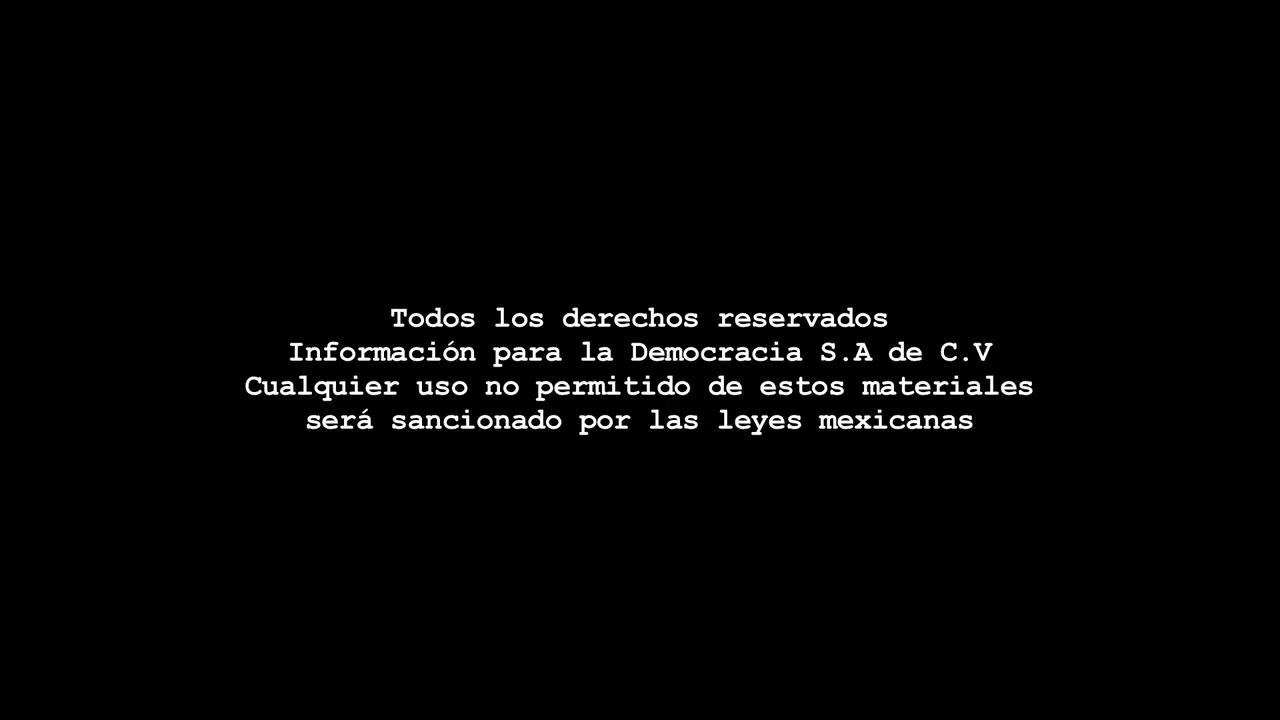 Todos los derechos reservados
Información para la Democracia S.A de C.V
Cualquier uso no permitido de estos materiales
será sancionado por las leyes mexicanas